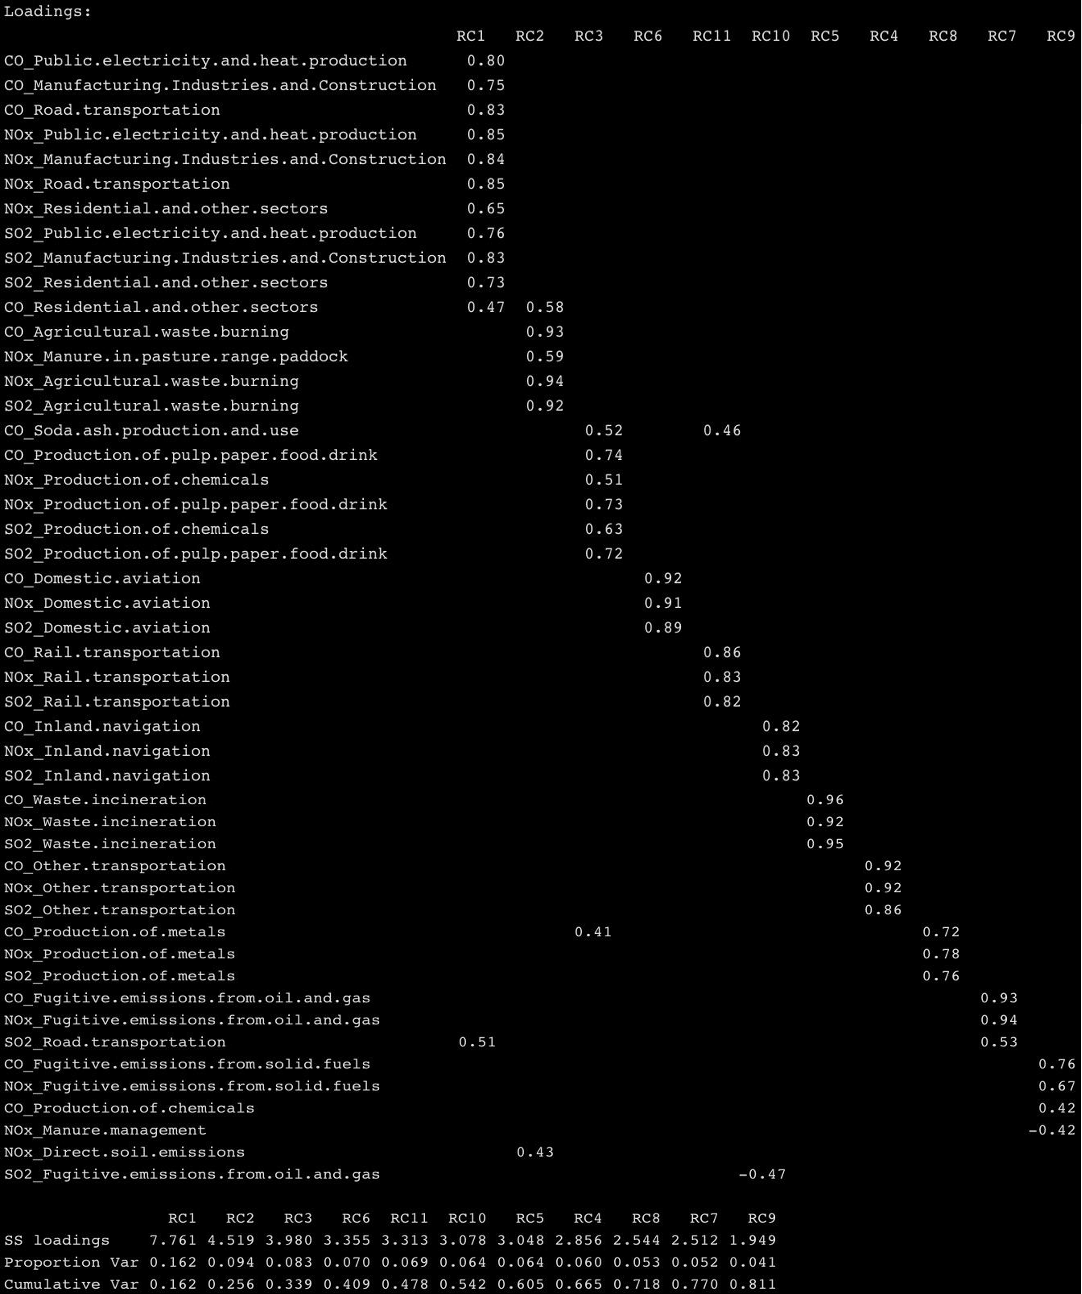 Loadings:
RC1 RC2 RC3 RC6 RC11 RC10 RC5 RC4 RC8 RC7 RC9
CO_Public.electricity.and.heat.production 0.80
CO_Manufacturing.Industries.and.Construction 0.75
CO_Road.transportation 0.83
NOx_Public.electricity.and.heat.production 0.85
NOx_Manufacturing.Industries.and.Construction 0.84
NOx_Road.transportation 0.85
NOx_Residential.and.other.sectors 0.65
SO2_Public.electricity.and.heat.production 0.76
SO2_Manufacturing.Industries.and.Construction 0.83
SO2_Residential.and.other.sectors 0.73
CO_Residential.and.other.sectors 0.47 0.58
CO_Agricultural.waste.burning 0.93
NOx_Manure.in.pasture.range.paddock 0.59
NOx_Agricultural.waste.burning 0.94
SO2_Agricultural.waste.burning 0.92
CO_Soda.ash.production.and.use 0.52 0.46
CO_Production.of.pulp.paper.food.drink 0.74
NOx_Production.of.chemicals 0.51
NOx_Production.of.pulp.paper.food.drink 0.73
SO2_Production.of.chemicals 0.63
SO2_Production.of.pulp.paper.food.drink 0.72
CO_Domestic.aviation 0.92
NOx_Domestic.aviation 0.91
SO2_Domestic.aviation 0.89
CO_Rail.transportation 0.86
NOx_Rail.transportation 0.83
SO2_Rail.transportation 0.82
CO_Inland.navigation 0.82
NOx_Inland.navigation 0.83
SO2_Inland.navigation 0.83
CO_Waste.incineration 0.96
NOx_Waste.incineration 0.92
SO2_Waste.incineration 0.95
CO_Other.transportation 0.92
NOx_Other.transportation 0.92
SO2_Other.transportation 0.86
CO_Production.of.metals 0.41 0.72
NOx_Production.of.metals 0.78
SO2_Production.of.metals 0.76
CO_Fugitive.emissions.from.oil.and.gas 0.93
NOx_Fugitive.emissions.from.oil.and.gas 0.94
SO2_Road.transportation 0.51 0.53
CO_Fugitive.emissions.from.solid.fuels 0.76
NOx_Fugitive.emissions.from.solid.fuels 0.67
CO_Production.of.chemicals 0.42
NOx_Manure.management -0.42
NOx_Direct.soil.emissions 0.43
SO2_Fugitive.emissions.from.oil.and.gas -0.47
RC1 RC2 RC3 RC6 RC11 RC10 RC5 RC4 RC8 RC7 RC9
SS loadings 7.761 4.519 3.980 3.355 3.313 3.078 3.048 2.856 2.544 2.512 1.949
Proportion Var 0.162 0.094 0.083 0.070 0.069 0.064 0.064 0.060 0.053 0.052 0.041
Cumulative Var 0.162 0.256 0.339 0.409 0.478 0.542 0.605 0.665 0.718 0.770 0.811